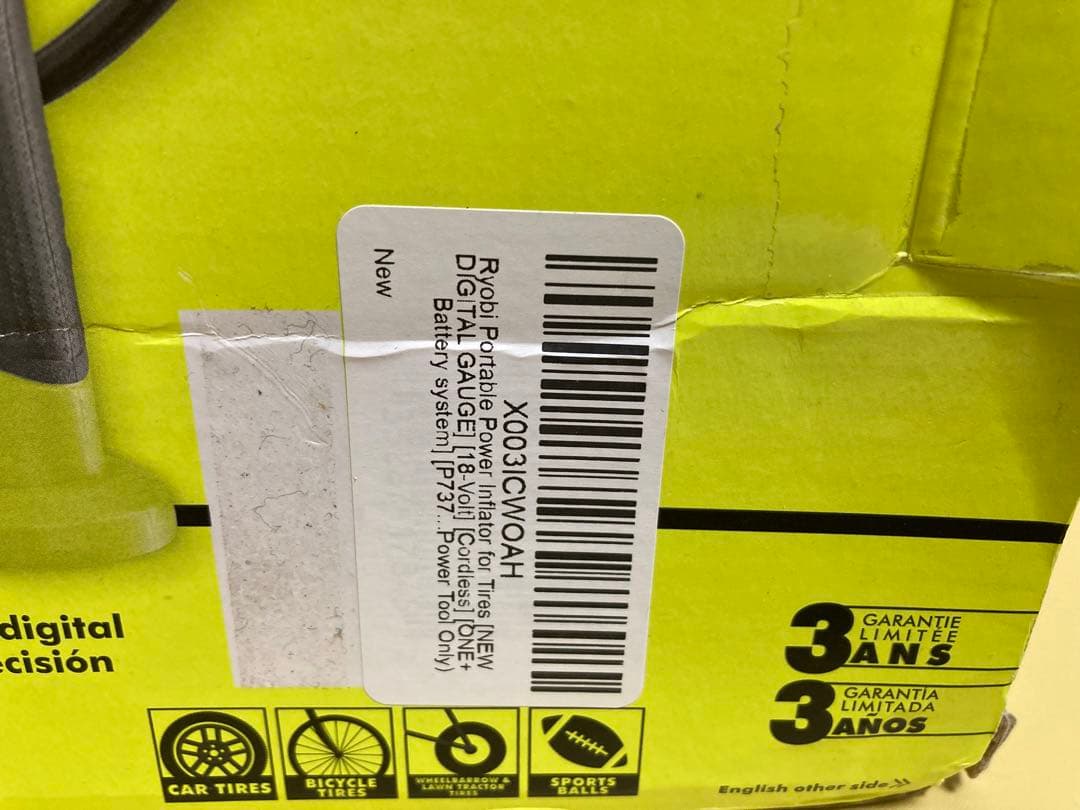 X003ICWOAH
Ryobi Portable Power Inflator for Tires [NEW
DIGITAL GAUGE] [18-Volt] [Cordless] [ONE+
Battery system] [P737...Power Tool Only)
New
digital
ecisión
3 GARANTIE
LIMITÉE
ANS
3 GARANTÍA
LIMITADA
AÑOS
CAR TIRES
BICYCLE
TIRES
WHEELBARROW &
LAWN TRACTOR
TIRES
SPORTS
BALLS
English other side >>